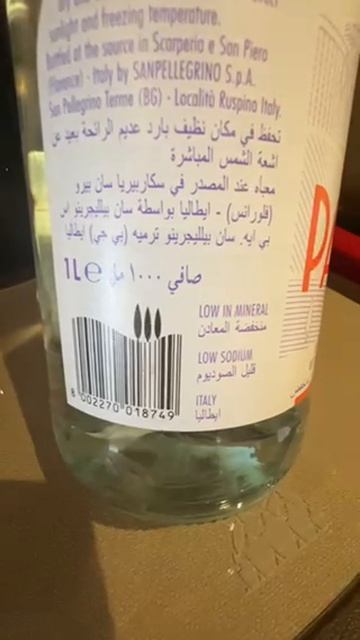 sunlight and freezing temperature.
Bottled at the source in Scarperia e San Piero
(Florence) - Italy by SANPELLEGRINO S.p.A.
San Pellegrino Terme (BG) - Località Ruspino Italy.
تحفظ في مكان نظيف بارد عديم الرائحة بعيد عن
اشعة الشمس المباشرة
معباه عند المصدر في سكاربيريا سان بيرو
(فلورانس) - ايطاليا بواسطة سان بيلليجرينو اس
بي ايه. سان بيلليجرينو ترميه (بي جي) ايطاليا
1L e صافي ١٠٠٠ مل
LOW IN MINERAL
منخفضة المعادن
LOW SODIUM
قليل الصوديوم
ITALY
ايطاليا
8 002270 018749
PA